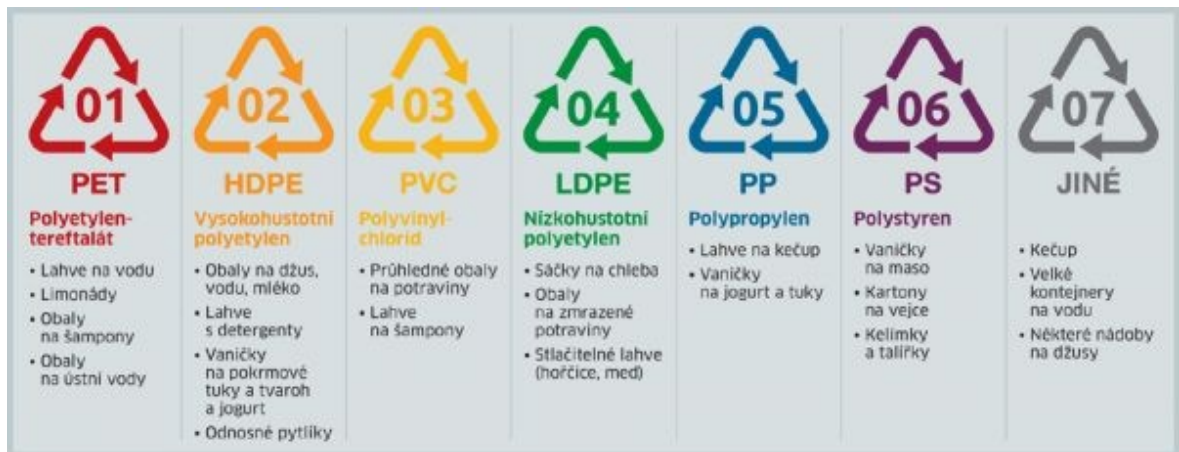 01
PET
Polyetylen-
tereftalát
• Lahve na vodu
• Limonády
• Obaly
na šampony
• Obaly
na ústní vody
02
HDPE
Vysokohustotní
polyetylen
• Obaly na džus,
vodu, mléko
• Lahve
s detergenty
• Vaničky
na pokrmové
tuky a tvaroh
a jogurt
• Odnosné pytlíky
03
PVC
Polyvinyl-
chlorid
• Průhledné obaly
na potraviny
• Lahve
na šampony
04
LDPE
Nízkohustotní
polyetylen
• Sáčky na chleba
• Obaly
na zmrazené
potraviny
• Stlačitelné lahve
(hořčice, med)
05
PP
Polypropylen
• Lahve na kečup
• Vaničky
na jogurt a tuky
06
PS
Polystyren
• Vaničky
na maso
• Kartony
na vejce
• Kelímky
a talířky
07
JINÉ
• Kečup
• Velké
kontejnery
na vodu
• Některé nádoby
na džusy